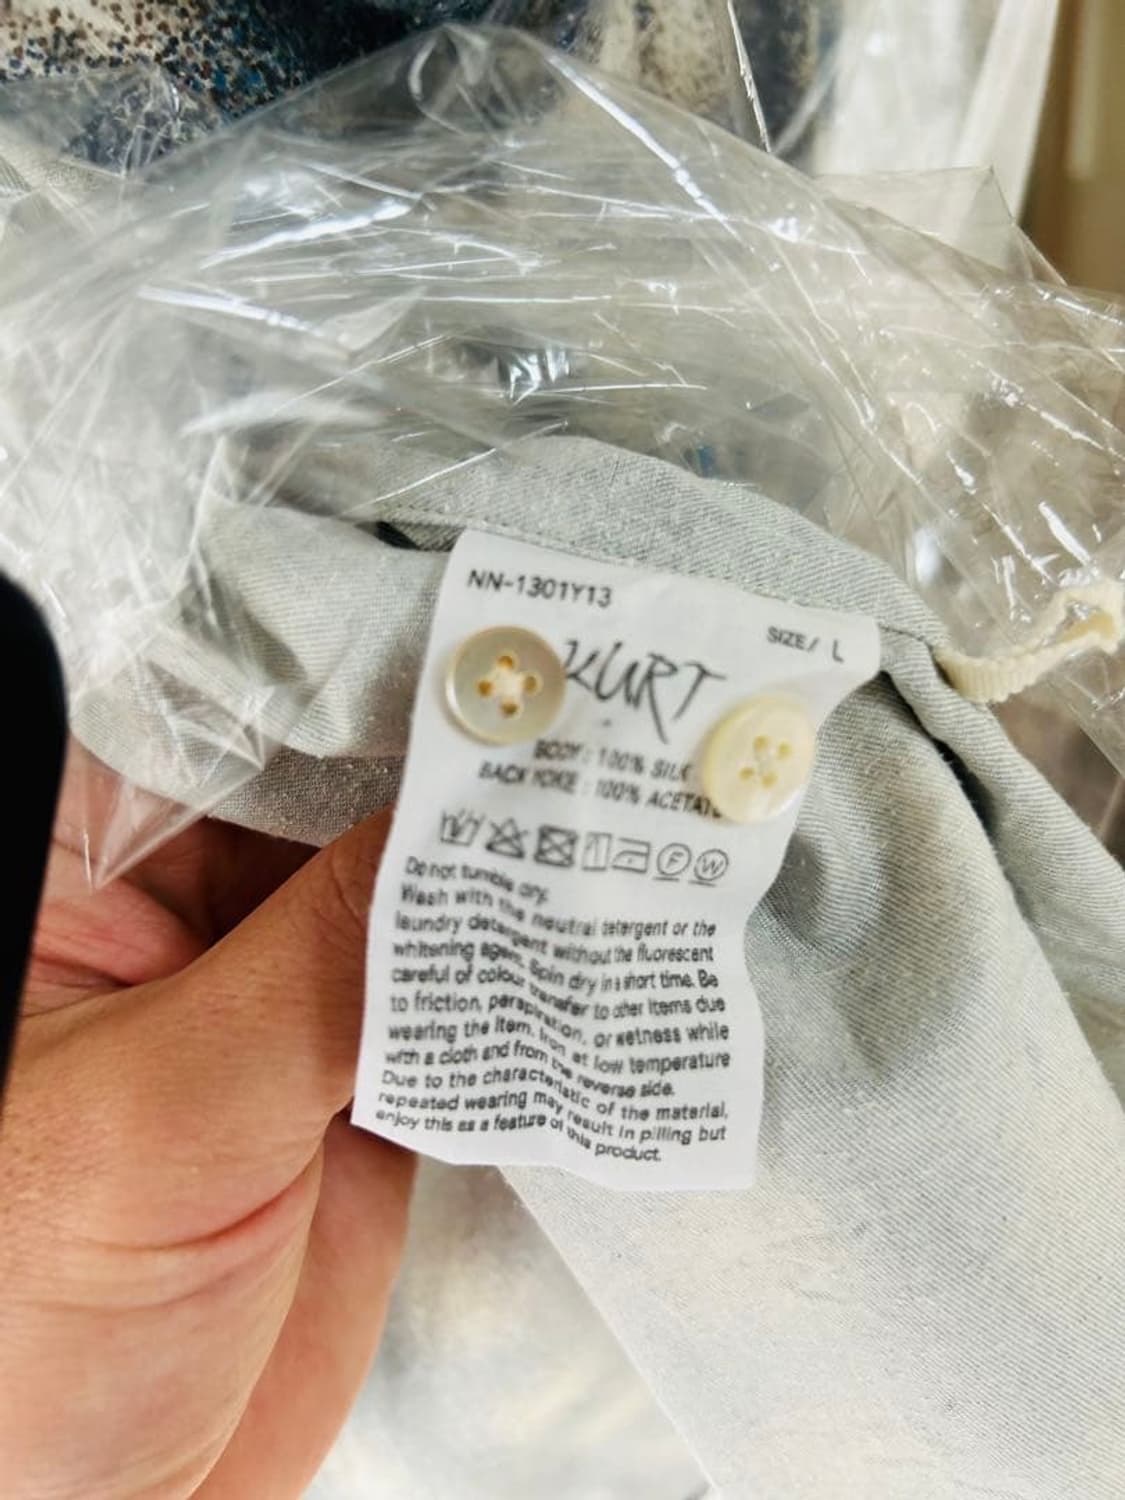 NN-1301Y13
SIZE/ L
KURT
BODY : 100% SILK
BACK YOKE : 100% ACETATE
F W
Do not tumble dry.
Wash with the neutral detergent or the
laundry detergent without the fluorescent
whitening agent. Spin dry in a short time. Be
careful of colour transfer to other items due
to friction, perspiration, or wetness while
wearing the item. Iron at low temperature
with a cloth and from the reverse side.
Due to the characteristic of the material,
repeated wearing may result in pilling but
enjoy this as a feature of this product.